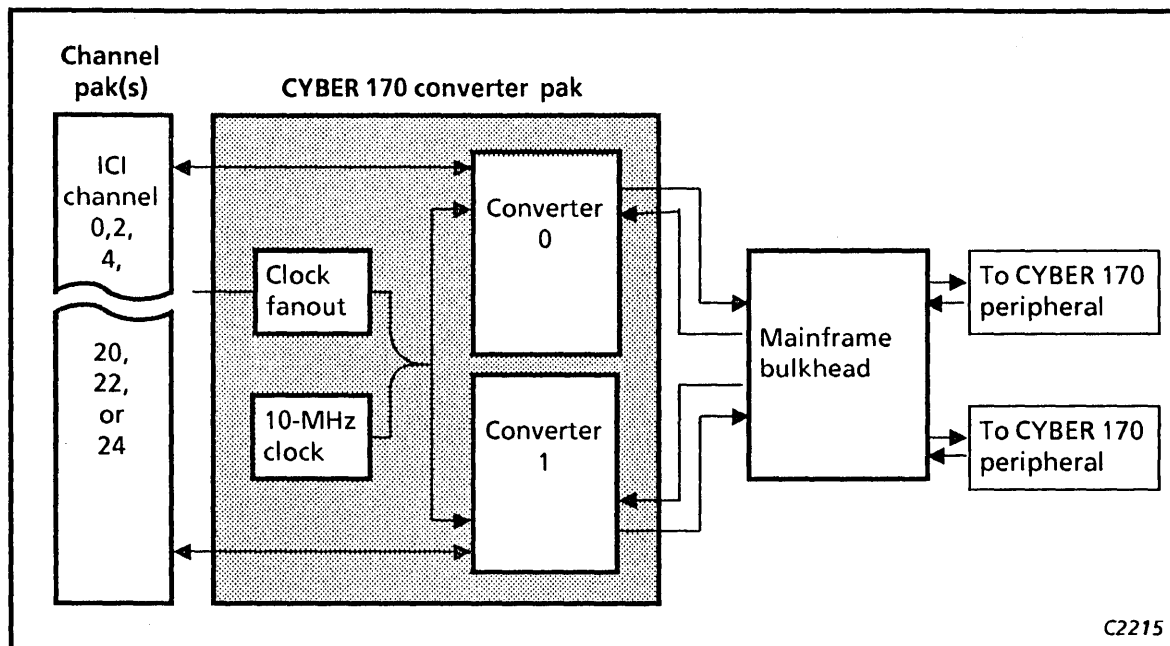 Channel
pak(s)
CYBER 170 converter pak
ICI
channel
0,2,
4,
20,
22,
or
24
Clock
fanout
10-MHz
clock
Converter
0
Converter
1
Mainframe
bulkhead
To CYBER 170
peripheral
To CYBER 170
peripheral
C2215